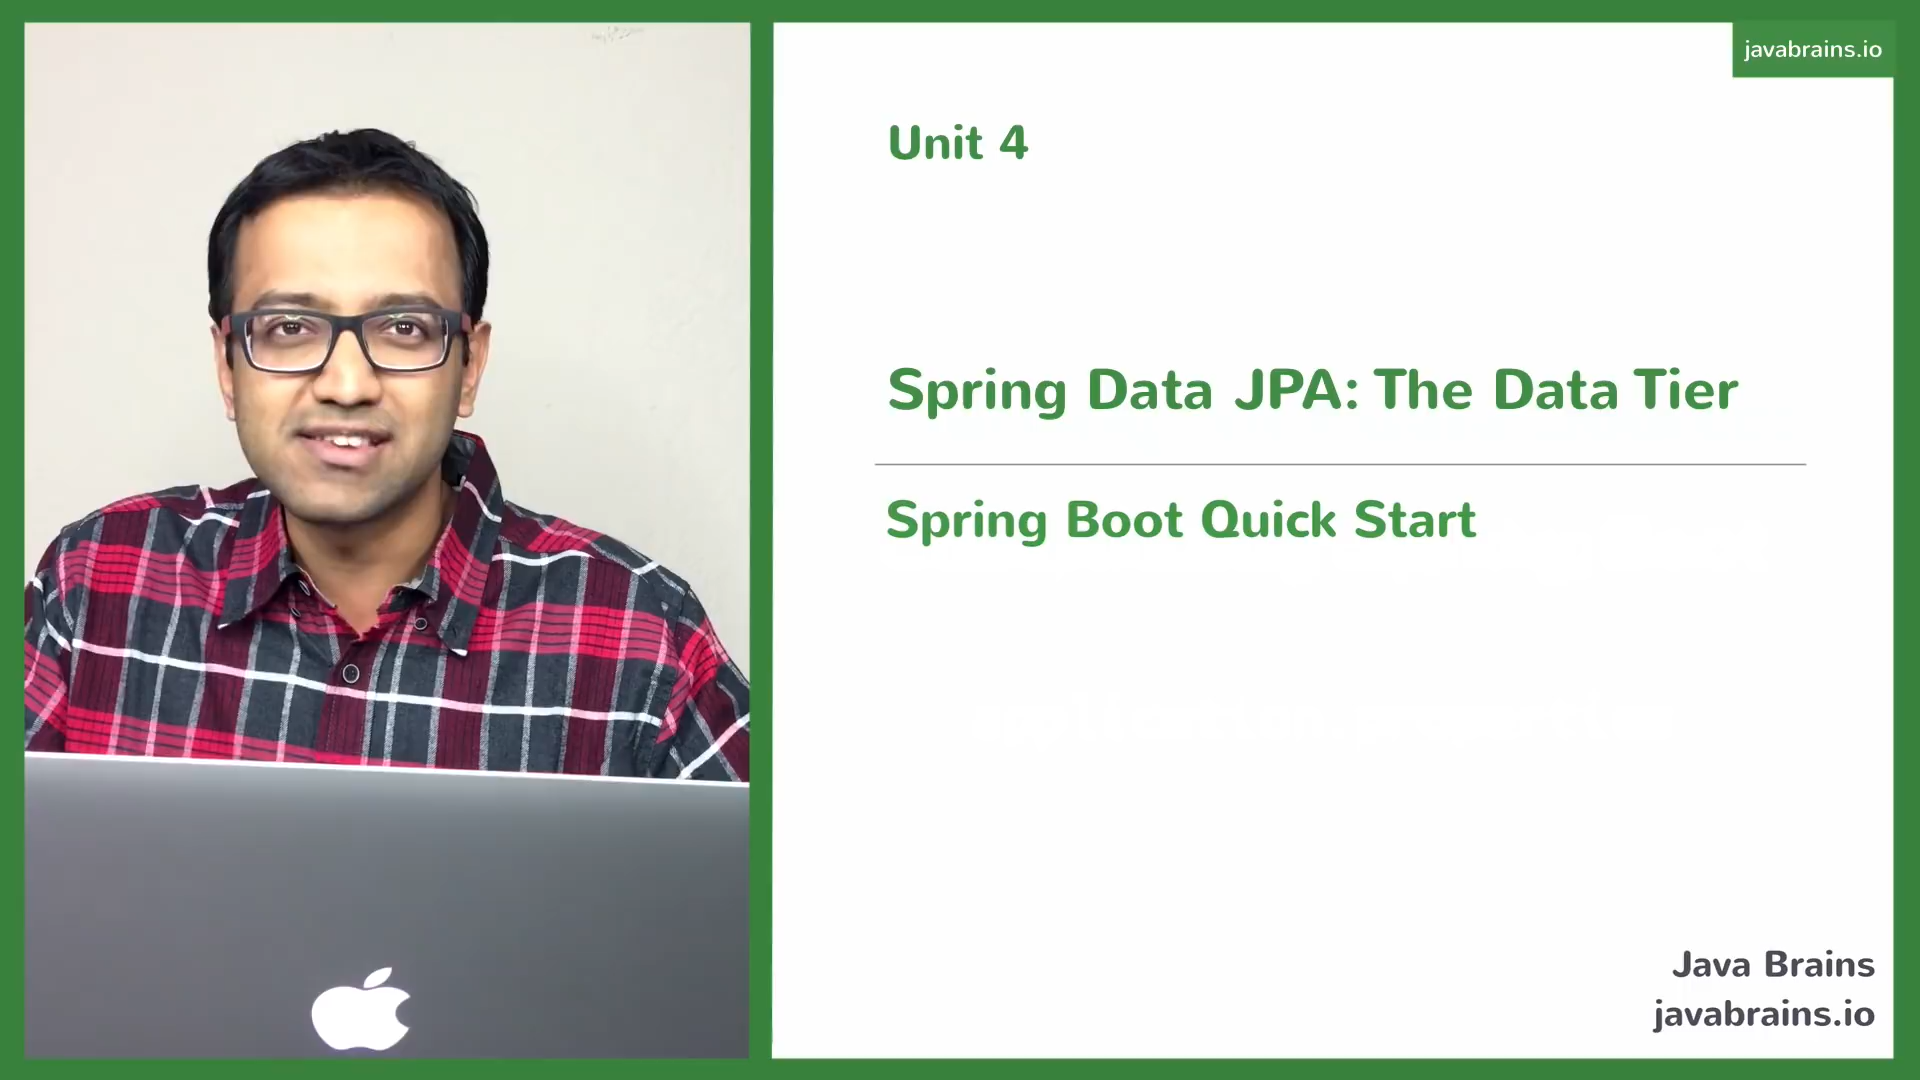 javabrains.io
Unit 4
Spring Data JPA: The Data Tier
Spring Boot Quick Start
Java Brains
javabrains.io